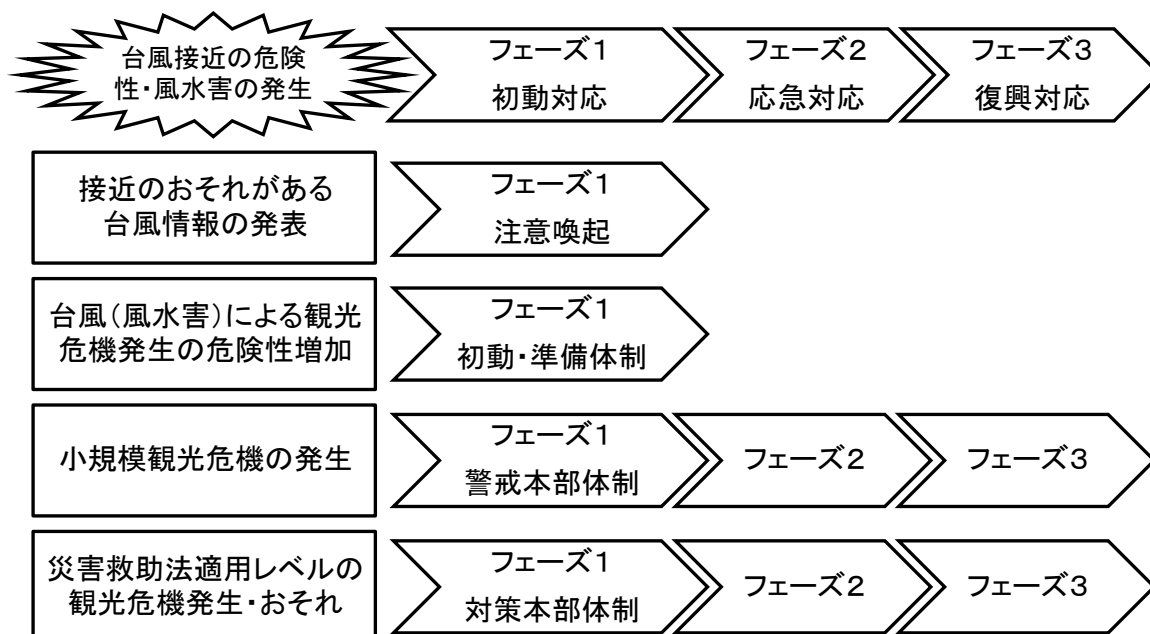 台風接近の危険
性・風水害の発生
フェーズ１
初動対応
フェーズ２
応急対応
フェーズ３
復興対応
接近のおそれがある
台風情報の発表
フェーズ１
注意喚起
台風（風水害）による観光
危機発生の危険性増加
フェーズ１
初動・準備体制
小規模観光危機の発生
フェーズ１
警戒本部体制
フェーズ２
フェーズ３
災害救助法適用レベルの
観光危機発生・おそれ
フェーズ１
対策本部体制
フェーズ２
フェーズ３